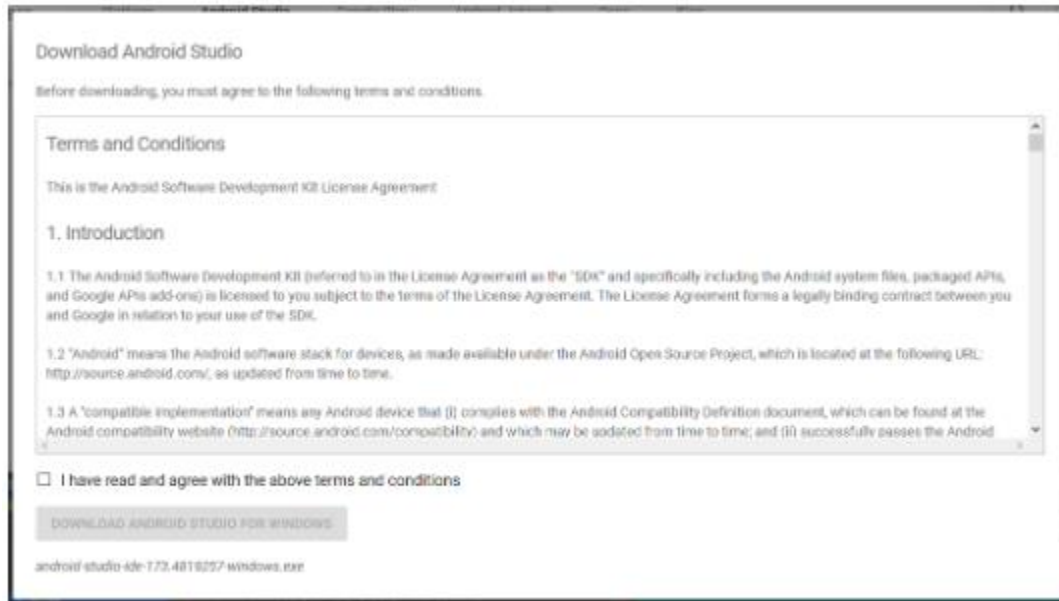 Android Studio
Download Android Studio
Before downloading, you must agree to the following terms and conditions.
Terms and Conditions
This is the Android Software Development Kit License Agreement
1. Introduction
1.1 The Android Software Development Kit (referred to in the License Agreement as the "SDK" and specifically including the Android system files, packaged APIs,
and Google APIs add-ons) is licensed to you subject to the terms of the License Agreement. The License Agreement forms a legally binding contract between you
and Google in relation to your use of the SDK.
1.2 "Android" means the Android software stack for devices, as made available under the Android Open Source Project, which is located at the following URL:
http://source.android.com/, as updated from time to time.
1.3 A "compatible implementation" means any Android device that (i) complies with the Android Compatibility Definition document, which can be found at the
Android compatibility website (http://source.android.com/compatibility) and which may be updated from time to time; and (ii) successfully passes the Android
I have read and agree with the above terms and conditions
DOWNLOAD ANDROID STUDIO FOR WINDOWS
android-studio-ide-173.4819257-windows.exe